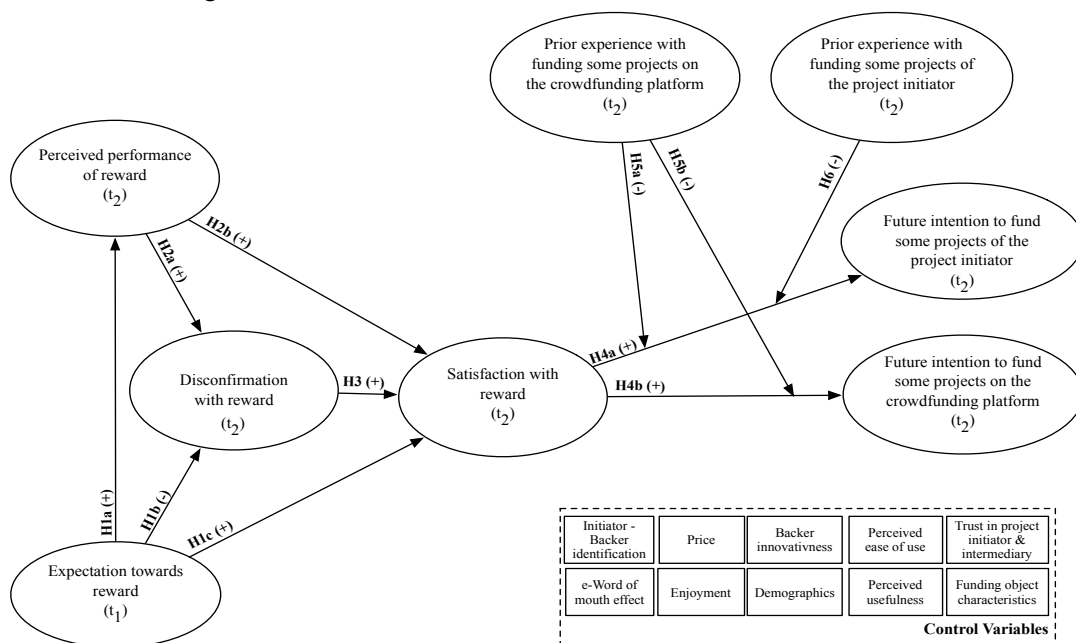 Prior experience with
funding some projects on
the crowdfunding platform
(t2)
Prior experience with
funding some projects of
the project initiator
(t2)
Perceived performance
of reward
(t2)
H5a (-)
H5b (-)
H6 (-)
H2a (+)
H2b (+)
Future intention to fund
some projects of the
project initiator
(t2)
Disconfirmation
with reward
(t2)
H3 (+)
Satisfaction with
reward
(t2)
H4a (+)
H4b (+)
Future intention to fund
some projects on the
crowdfunding platform
(t2)
H1a (+)
H1b (-)
H1c (+)
Expectation towards
reward
(t1)
Initiator -
Backer
identification
Price
Backer
innovativness
Perceived
ease of use
Trust in project
initiator &
intermediary
e-Word of
mouth effect
Enjoyment
Demographics
Perceived
usefulness
Funding object
characteristics
Control Variables